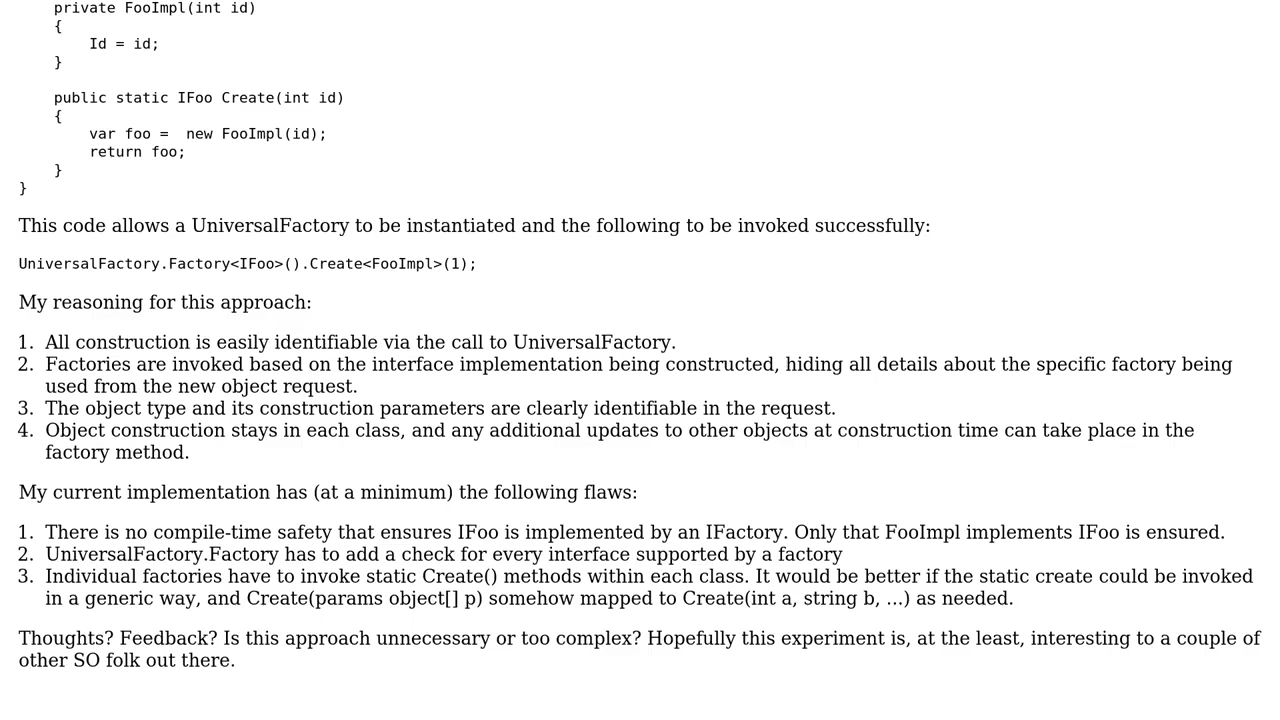 private FooImpl(int id)
    {
        Id = id;
    }

    public static IFoo Create(int id)
    {
        var foo =  new FooImpl(id);
        return foo;
    }
}
This code allows a UniversalFactory to be instantiated and the following to be invoked successfully:
UniversalFactory.Factory<IFoo>().Create<FooImpl>(1);
My reasoning for this approach:
1. All construction is easily identifiable via the call to UniversalFactory.
2. Factories are invoked based on the interface implementation being constructed, hiding all details about the specific factory being
used from the new object request.
3. The object type and its construction parameters are clearly identifiable in the request.
4. Object construction stays in each class, and any additional updates to other objects at construction time can take place in the
factory method.
My current implementation has (at a minimum) the following flaws:
1. There is no compile-time safety that ensures IFoo is implemented by an IFactory. Only that FooImpl implements IFoo is ensured.
2. UniversalFactory.Factory has to add a check for every interface supported by a factory
3. Individual factories have to invoke static Create() methods within each class. It would be better if the static create could be invoked
in a generic way, and Create(params object[] p) somehow mapped to Create(int a, string b, ...) as needed.
Thoughts? Feedback? Is this approach unnecessary or too complex? Hopefully this experiment is, at the least, interesting to a couple of
other SO folk out there.